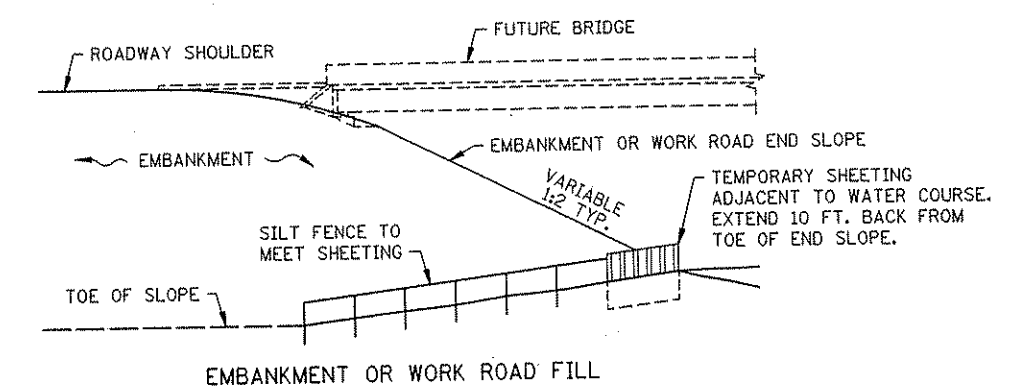 FUTURE BRIDGE
ROADWAY SHOULDER
EMBANKMENT OR WORK ROAD END SLOPE
EMBANKMENT
VARIABLE
1:2 TYP.
TEMPORARY SHEETING
ADJACENT TO WATER COURSE.
EXTEND 10 FT. BACK FROM
TOE OF END SLOPE.
SILT FENCE TO
MEET SHEETING
TOE OF SLOPE
EMBANKMENT OR WORK ROAD FILL